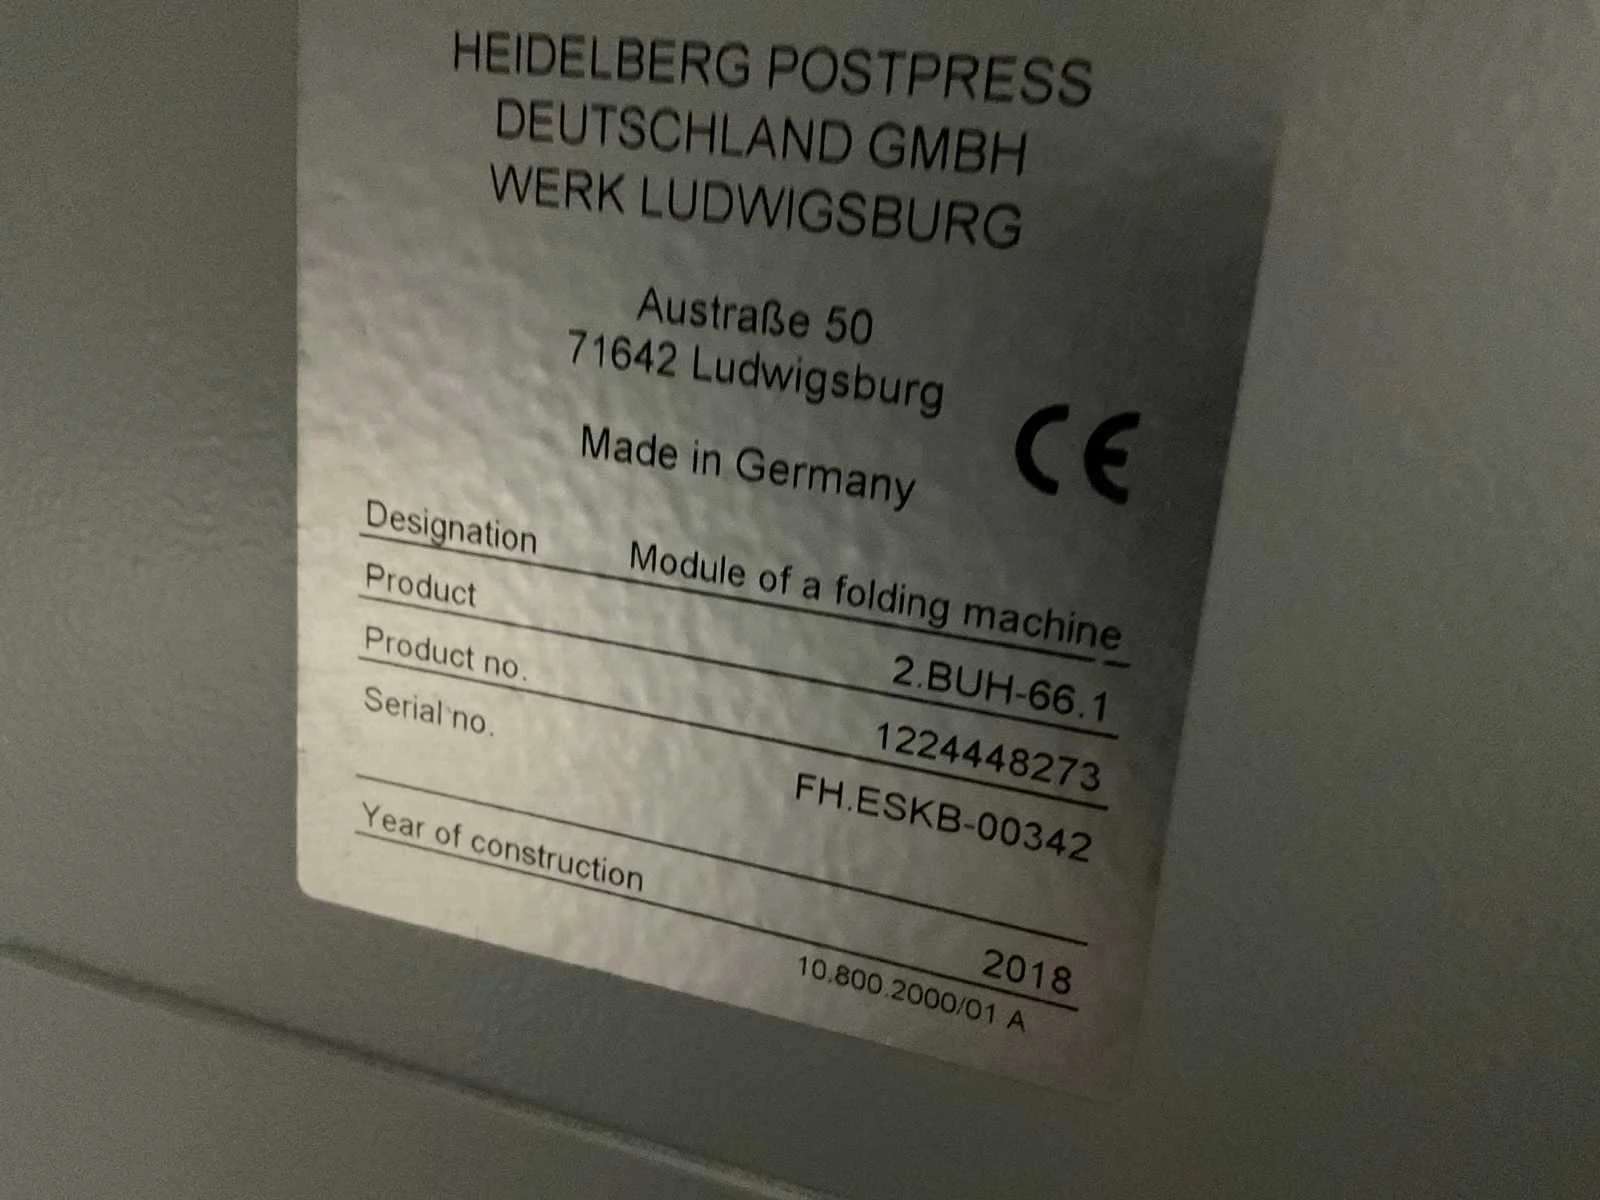 HEIDELBERG POSTPRESS
DEUTSCHLAND GMBH
WERK LUDWIGSBURG
Austraße 50
71642 Ludwigsburg
Made in Germany
CE
Designation Module of a folding machine
Product 2.BUH-66.1
Product no. 1224448273
Serial no. FH.ESKB-00342
Year of construction 2018
10.800.2000/01 A